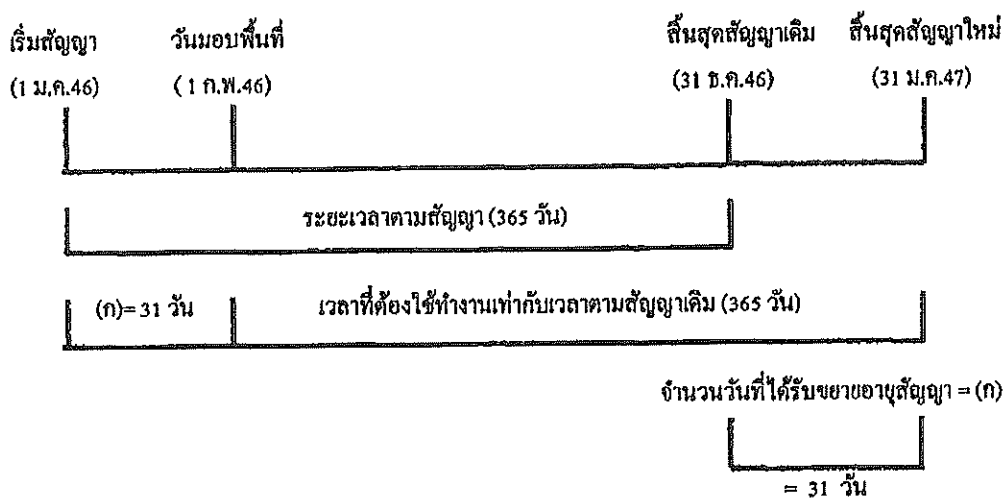 เริ่มสัญญา วันมอบพื้นที่ สิ้นสุดสัญญาเดิม สิ้นสุดสัญญาใหม่
(1 ม.ค.46) (1 ก.พ.46) (31 ธ.ค.46) (31 ม.ค.47)
ระยะเวลาตามสัญญา (365 วัน)
(ก)= 31 วัน เวลาที่ต้องใช้ทำงานเท่ากับเวลาตามสัญญาเดิม (365 วัน)
จำนวนวันที่ได้รับขยายอายุสัญญา = (ก)
= 31 วัน